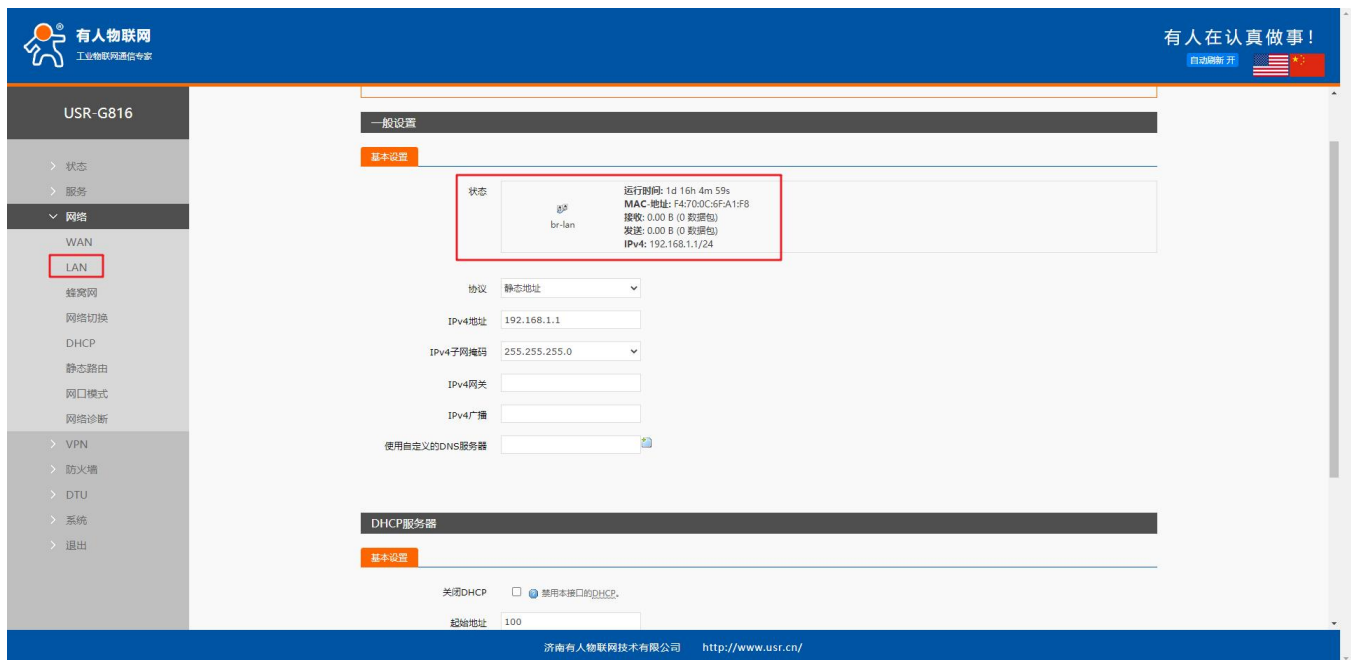 有人物联网
工业物联网通信专家
有人在认真做事！
自动刷新 开
USR-G816
状态
服务
网络
WAN
LAN
蜂窝网
网络切换
DHCP
静态路由
网口模式
网络诊断
VPN
防火墙
DTU
系统
退出
一般设置
基本设置
状态
br-lan
运行时间: 1d 16h 4m 59s
MAC-地址: F4:70:0C:6F:A1:F8
接收: 0.00 B (0 数据包)
发送: 0.00 B (0 数据包)
IPv4: 192.168.1.1/24
协议 静态地址
IPv4地址 192.168.1.1
IPv4子网掩码 255.255.255.0
IPv4网关
IPv4广播
使用自定义的DNS服务器
DHCP服务器
基本设置
关闭DHCP 禁用本接口的DHCP。
起始地址 100
济南有人物联网技术有限公司 http://www.usr.cn/